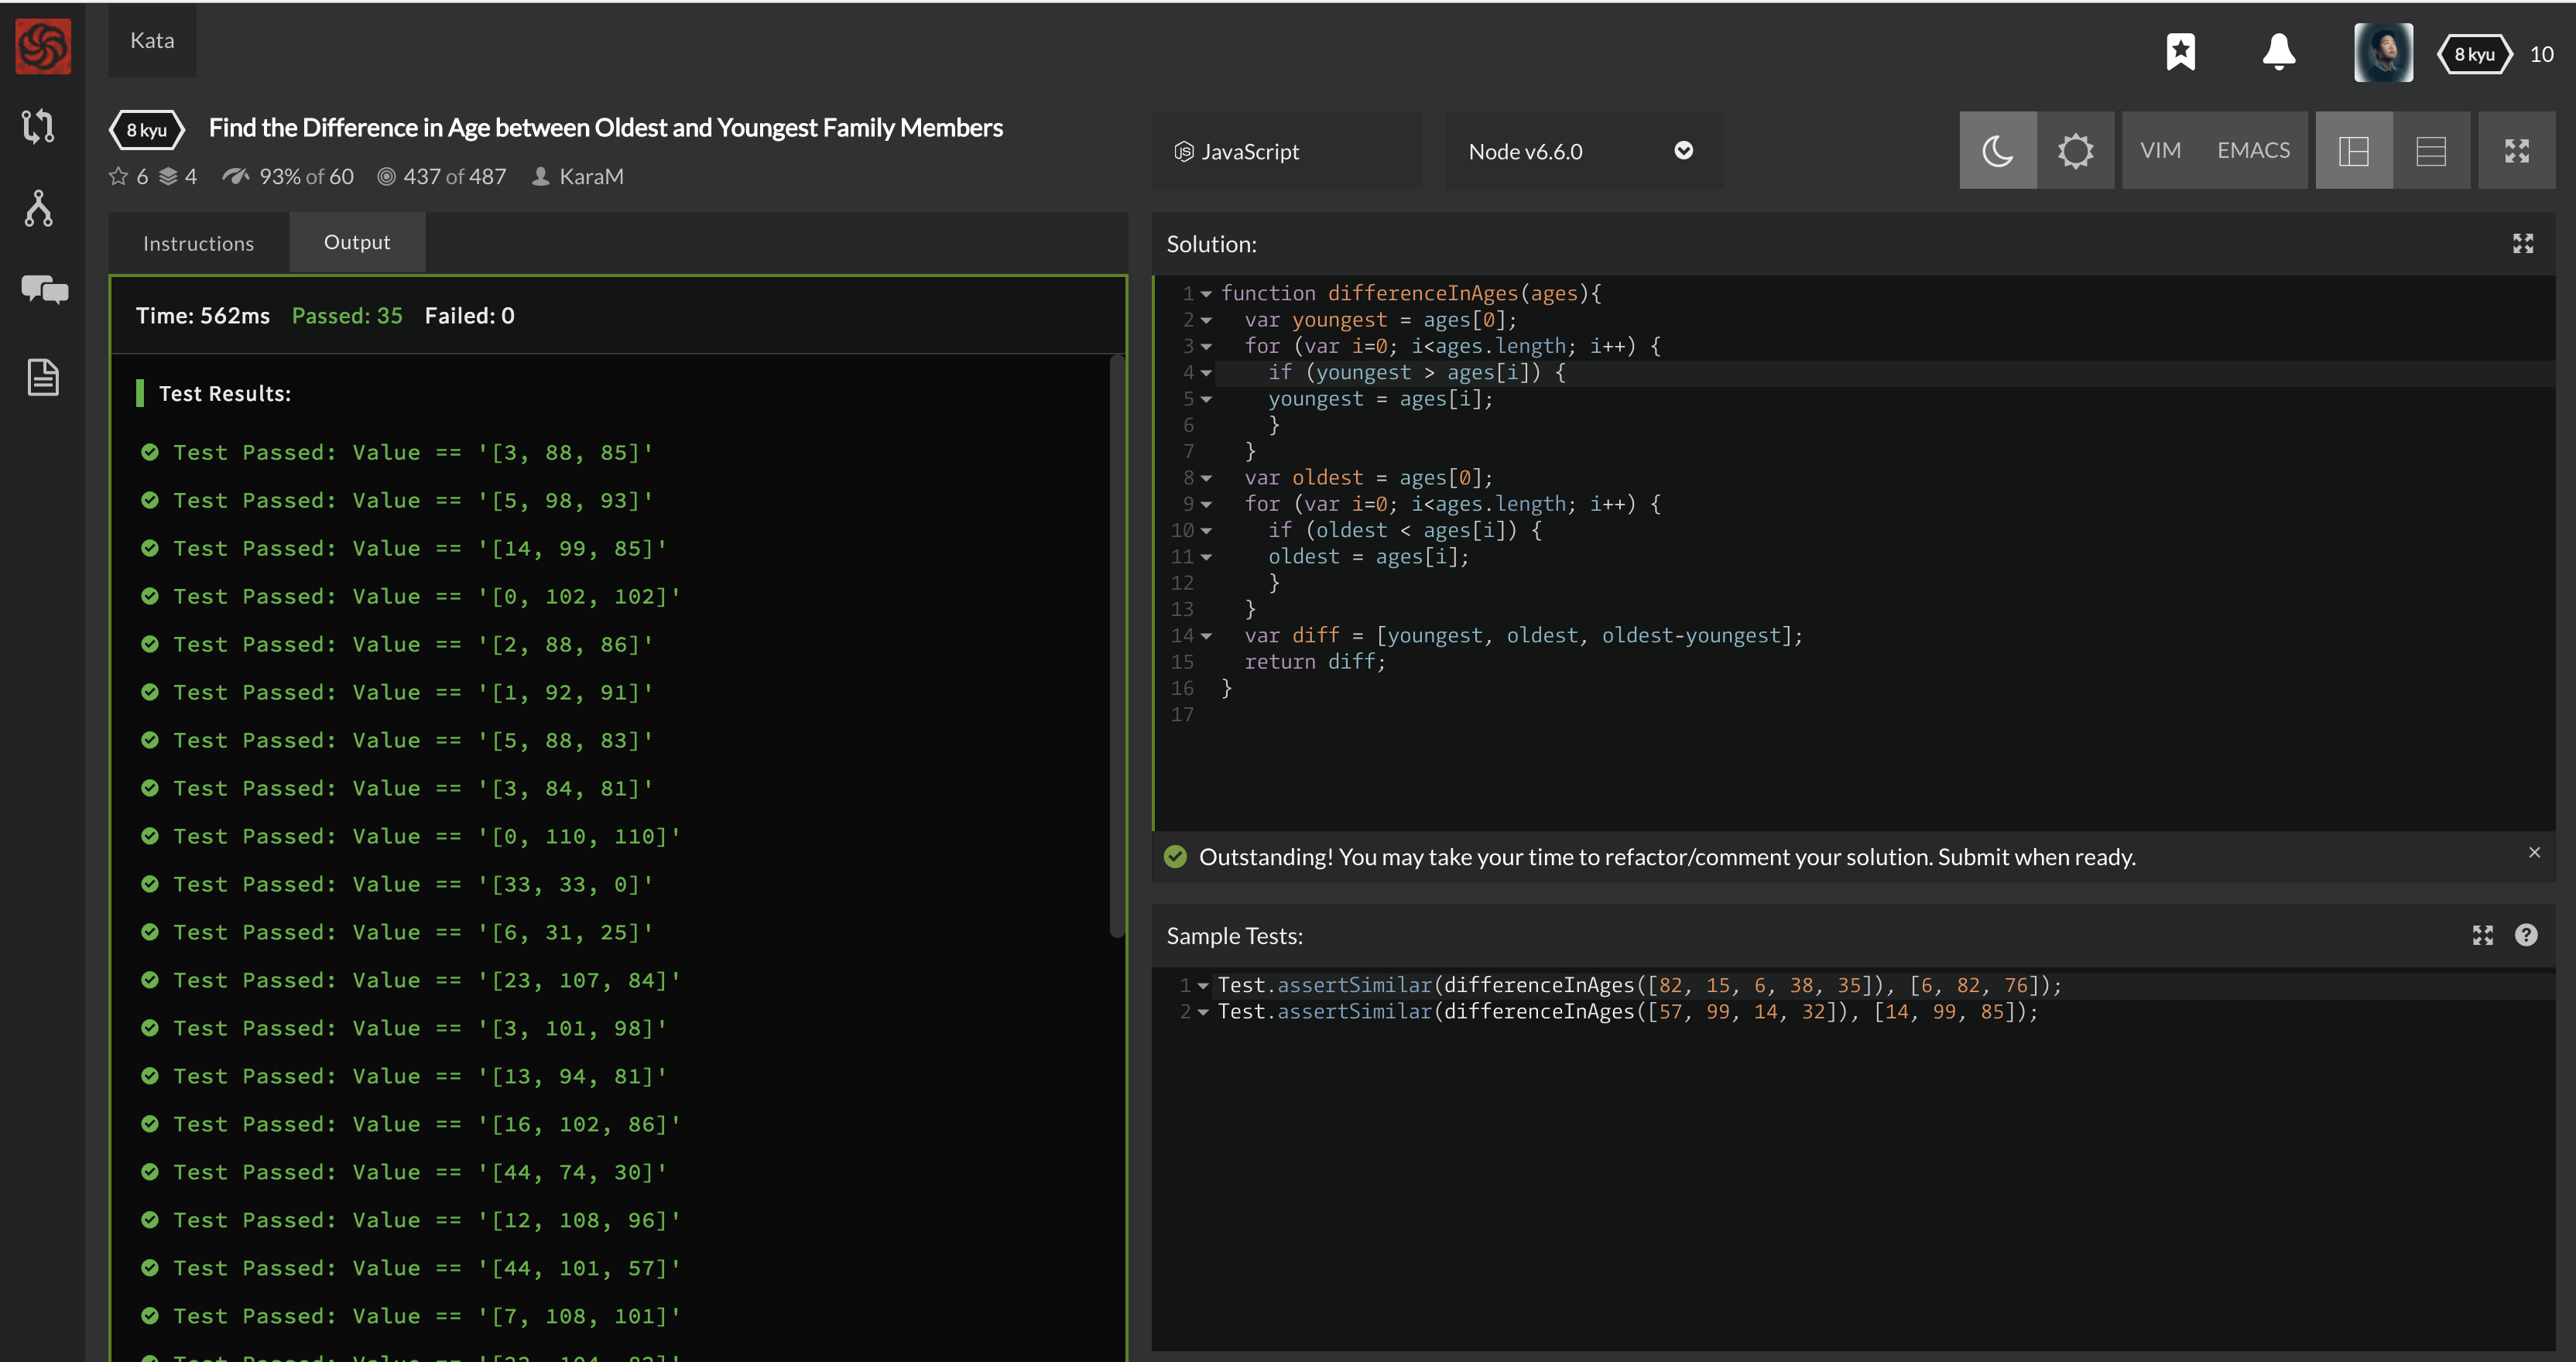 Kata
8 kyu 10
8 kyu Find the Difference in Age between Oldest and Youngest Family Members
6 4 93% of 60 437 of 487 KaraM
JavaScript
Node v6.6.0
VIM EMACS
Instructions Output
Time: 562ms Passed: 35 Failed: 0
Test Results:
Test Passed: Value == '[3, 88, 85]'
Test Passed: Value == '[5, 98, 93]'
Test Passed: Value == '[14, 99, 85]'
Test Passed: Value == '[0, 102, 102]'
Test Passed: Value == '[2, 88, 86]'
Test Passed: Value == '[1, 92, 91]'
Test Passed: Value == '[5, 88, 83]'
Test Passed: Value == '[3, 84, 81]'
Test Passed: Value == '[0, 110, 110]'
Test Passed: Value == '[33, 33, 0]'
Test Passed: Value == '[6, 31, 25]'
Test Passed: Value == '[23, 107, 84]'
Test Passed: Value == '[3, 101, 98]'
Test Passed: Value == '[13, 94, 81]'
Test Passed: Value == '[16, 102, 86]'
Test Passed: Value == '[44, 74, 30]'
Test Passed: Value == '[12, 108, 96]'
Test Passed: Value == '[44, 101, 57]'
Test Passed: Value == '[7, 108, 101]'
Solution:
1 function differenceInAges(ages){
2 var youngest = ages[0];
3 for (var i=0; i<ages.length; i++) {
4 if (youngest > ages[i]) {
5 youngest = ages[i];
6 }
7 }
8 var oldest = ages[0];
9 for (var i=0; i<ages.length; i++) {
10 if (oldest < ages[i]) {
11 oldest = ages[i];
12 }
13 }
14 var diff = [youngest, oldest, oldest-youngest];
15 return diff;
16 }
17
Outstanding! You may take your time to refactor/comment your solution. Submit when ready.
Sample Tests:
1 Test.assertSimilar(differenceInAges([82, 15, 6, 38, 35]), [6, 82, 76]);
2 Test.assertSimilar(differenceInAges([57, 99, 14, 32]), [14, 99, 85]);